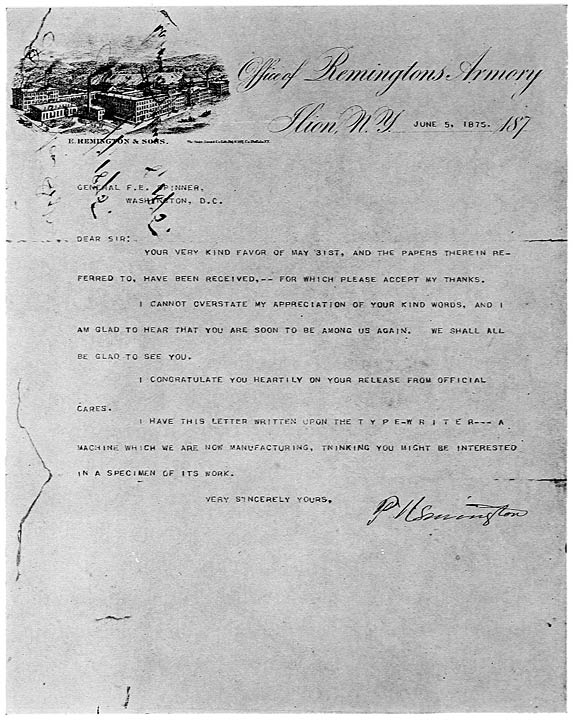 Office of Remingtons Armory
Ilion, N.Y. JUNE 5, 1875. 187
E. REMINGTON & SONS.
GENERAL F.E. SPINNER,
WASHINGTON, D.C.
DEAR SIR:
YOUR VERY KIND FAVOR OF MAY 31ST, AND THE PAPERS THEREIN RE-
FERRED TO, HAVE BEEN RECEIVED,-- FOR WHICH PLEASE ACCEPT MY THANKS.
I CANNOT OVERSTATE MY APPRECIATION OF YOUR KIND WORDS, AND I
AM GLAD TO HEAR THAT YOU ARE SOON TO BE AMONG US AGAIN. WE SHALL ALL
BE GLAD TO SEE YOU.
I CONGRATULATE YOU HEARTILY ON YOUR RELEASE FROM OFFICIAL
CARES.
I HAVE THIS LETTER WRITTEN UPON THE T Y P E-W R I T E R--- A
MACHINE WHICH WE ARE NOW MANUFACTURING, THINKING YOU MIGHT BE INTERESTED
IN A SPECIMEN OF ITS WORK.
VERY SINCERELY YOURS,
P Remington